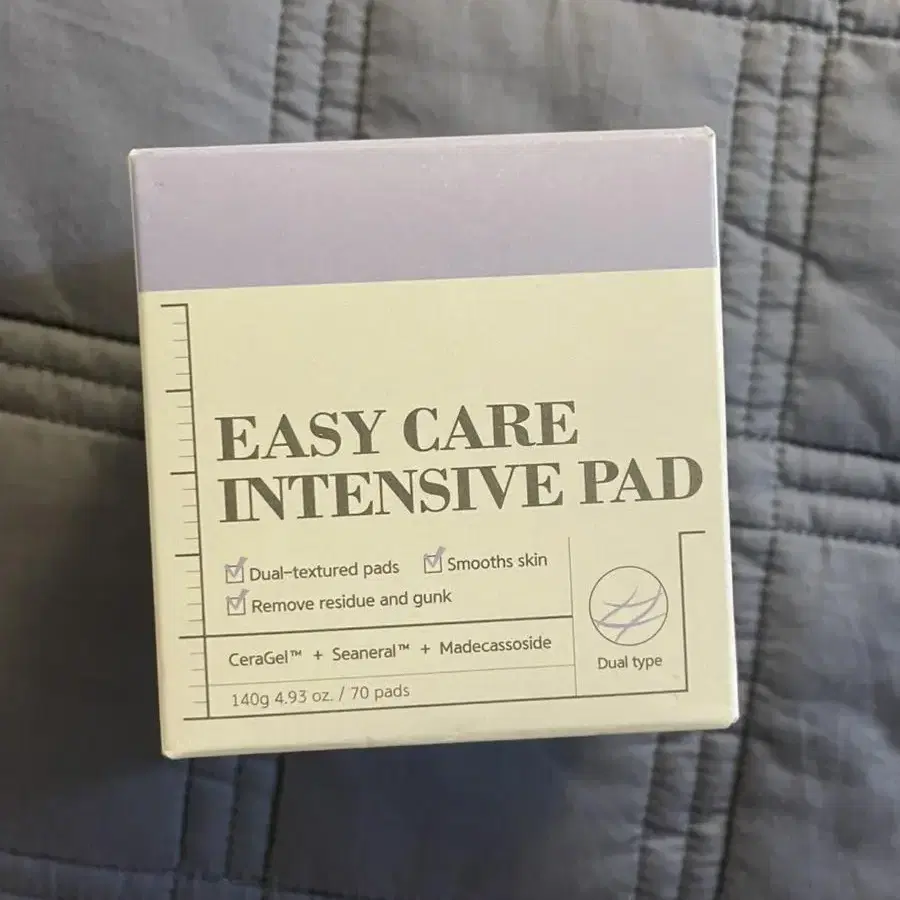 EASY CARE
INTENSIVE PAD
Dual-textured pads
Smooths skin
Remove residue and gunk
CeraGel™ + Seaneral™ + Madecassoside
140g 4.93 oz. / 70 pads
Dual type